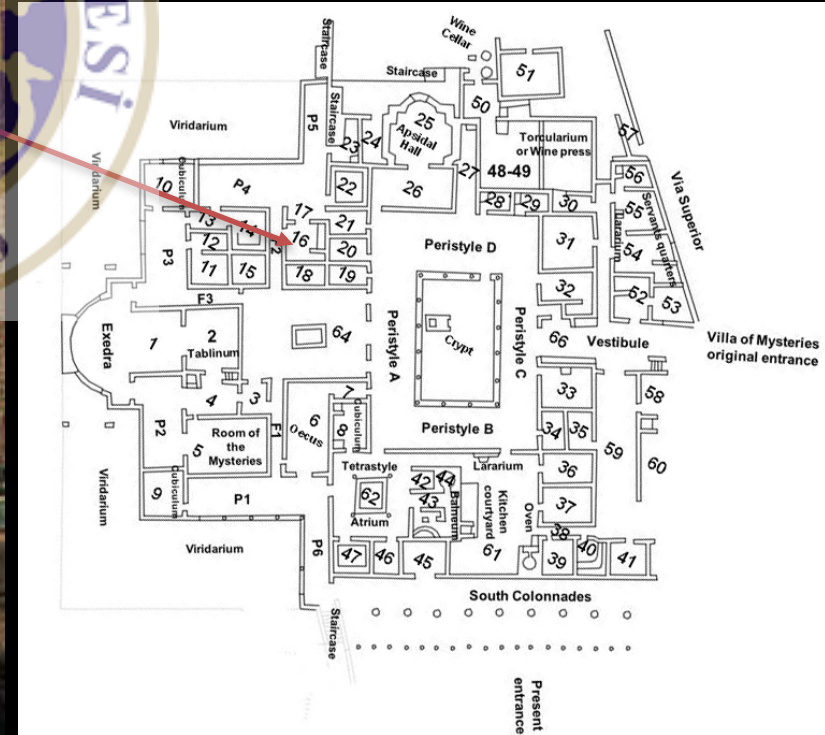 ESİ
Wine
Cellar
Staircase
Staircase
51
Viridarium
P5
Staircase
50
25
Apsidal
Hall
Torcularium
or Wine press
57
Viridarium
23
24
27
48-49
56
Via Superior
10
Cubiculum
P4
22
26
28
29
30
55
Servants quarters
Lararium
17
13
14
21
16
12
20
Peristyle D
31
54
P3
11
15
18
19
32
52
53
F3
Exedra
1
2
Tablinum
64
Peristyle A
Crypt
Peristyle C
66
Vestibule
Villa of Mysteries
original entrance
4
3
7
33
58
P2
5
Room of
the
Mysteries
F1
6
Oecus
8
Cubiculum
Peristyle B
34
35
59
60
Viridarium
9
Cubiculum
P1
Tetrastyle
62
Atrium
42
44
43
Balneum
Lararium
Kitchen
courtyard
61
Oven
36
37
38
Viridarium
P6
47
46
45
39
40
41
South Colonnades
Staircase
Present
entrance